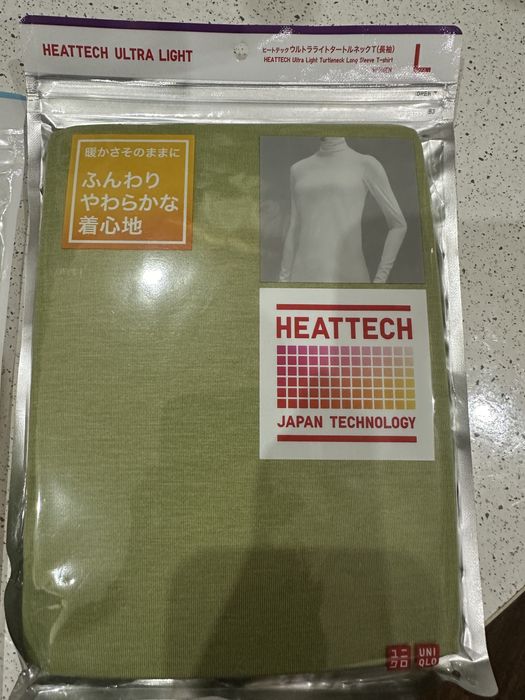 HEATTECH ULTRA LIGHT
ヒートテックウルトラライトタートルネックT(長袖)
HEATTECH Ultra Light Turtleneck Long Sleeve T-shirt
WOMEN
L
OPEN
暖かさそのままに
ふんわり
やわらかな
着心地
HEATTECH
JAPAN TECHNOLOGY
ユニ
クロ
UNI
QLO